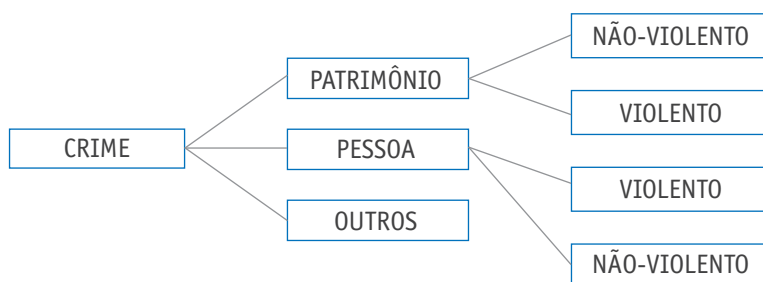 NÃO-VIOLENTO
PATRIMÔNIO
VIOLENTO
CRIME
PESSOA
VIOLENTO
OUTROS
NÃO-VIOLENTO